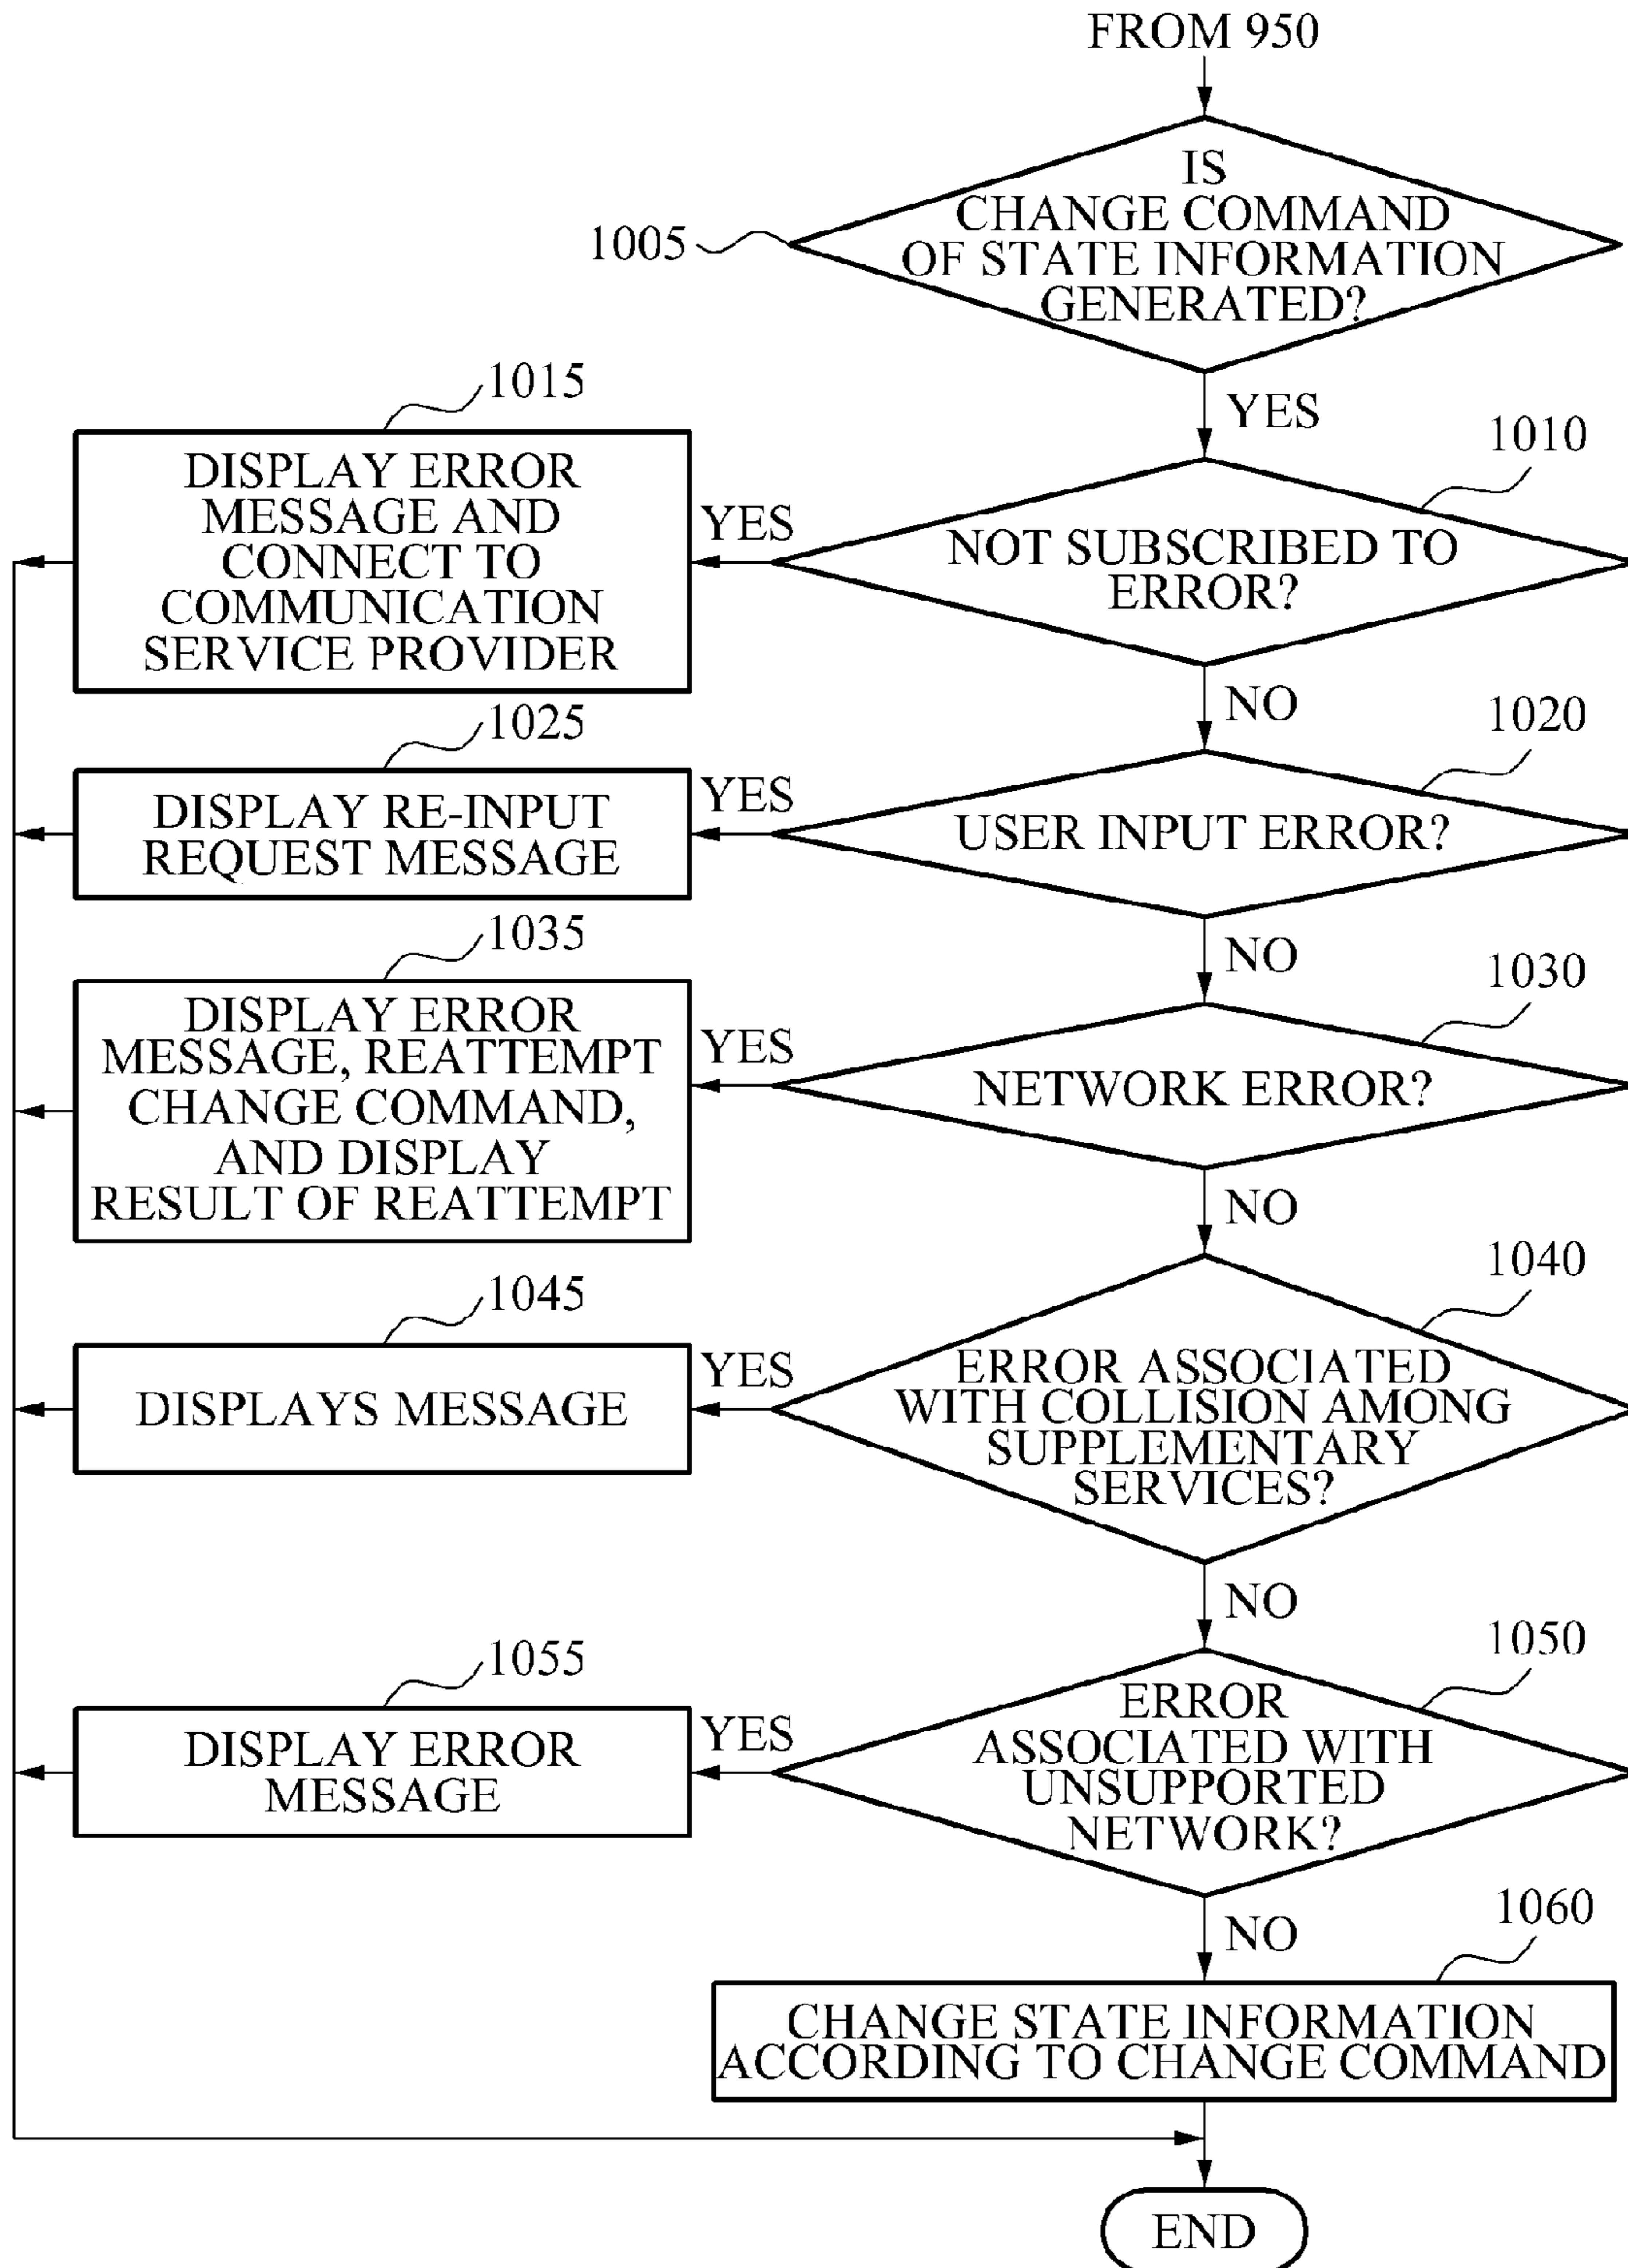 FROM 950
IS
CHANGE COMMAND
OF STATE INFORMATION
GENERATED?
1005
YES
1015
DISPLAY ERROR
MESSAGE AND
CONNECT TO
COMMUNICATION
SERVICE PROVIDER
YES
1010
NOT SUBSCRIBED TO
ERROR?
NO
1025
DISPLAY RE-INPUT
REQUEST MESSAGE
YES
1020
USER INPUT ERROR?
NO
1035
DISPLAY ERROR
MESSAGE, REATTEMPT
CHANGE COMMAND,
AND DISPLAY
RESULT OF REATTEMPT
YES
1030
NETWORK ERROR?
NO
1045
DISPLAYS MESSAGE
YES
1040
ERROR ASSOCIATED
WITH COLLISION AMONG
SUPPLEMENTARY
SERVICES?
NO
1055
DISPLAY ERROR
MESSAGE
YES
1050
ERROR
ASSOCIATED WITH
UNSUPPORTED
NETWORK?
NO
1060
CHANGE STATE INFORMATION
ACCORDING TO CHANGE COMMAND
END